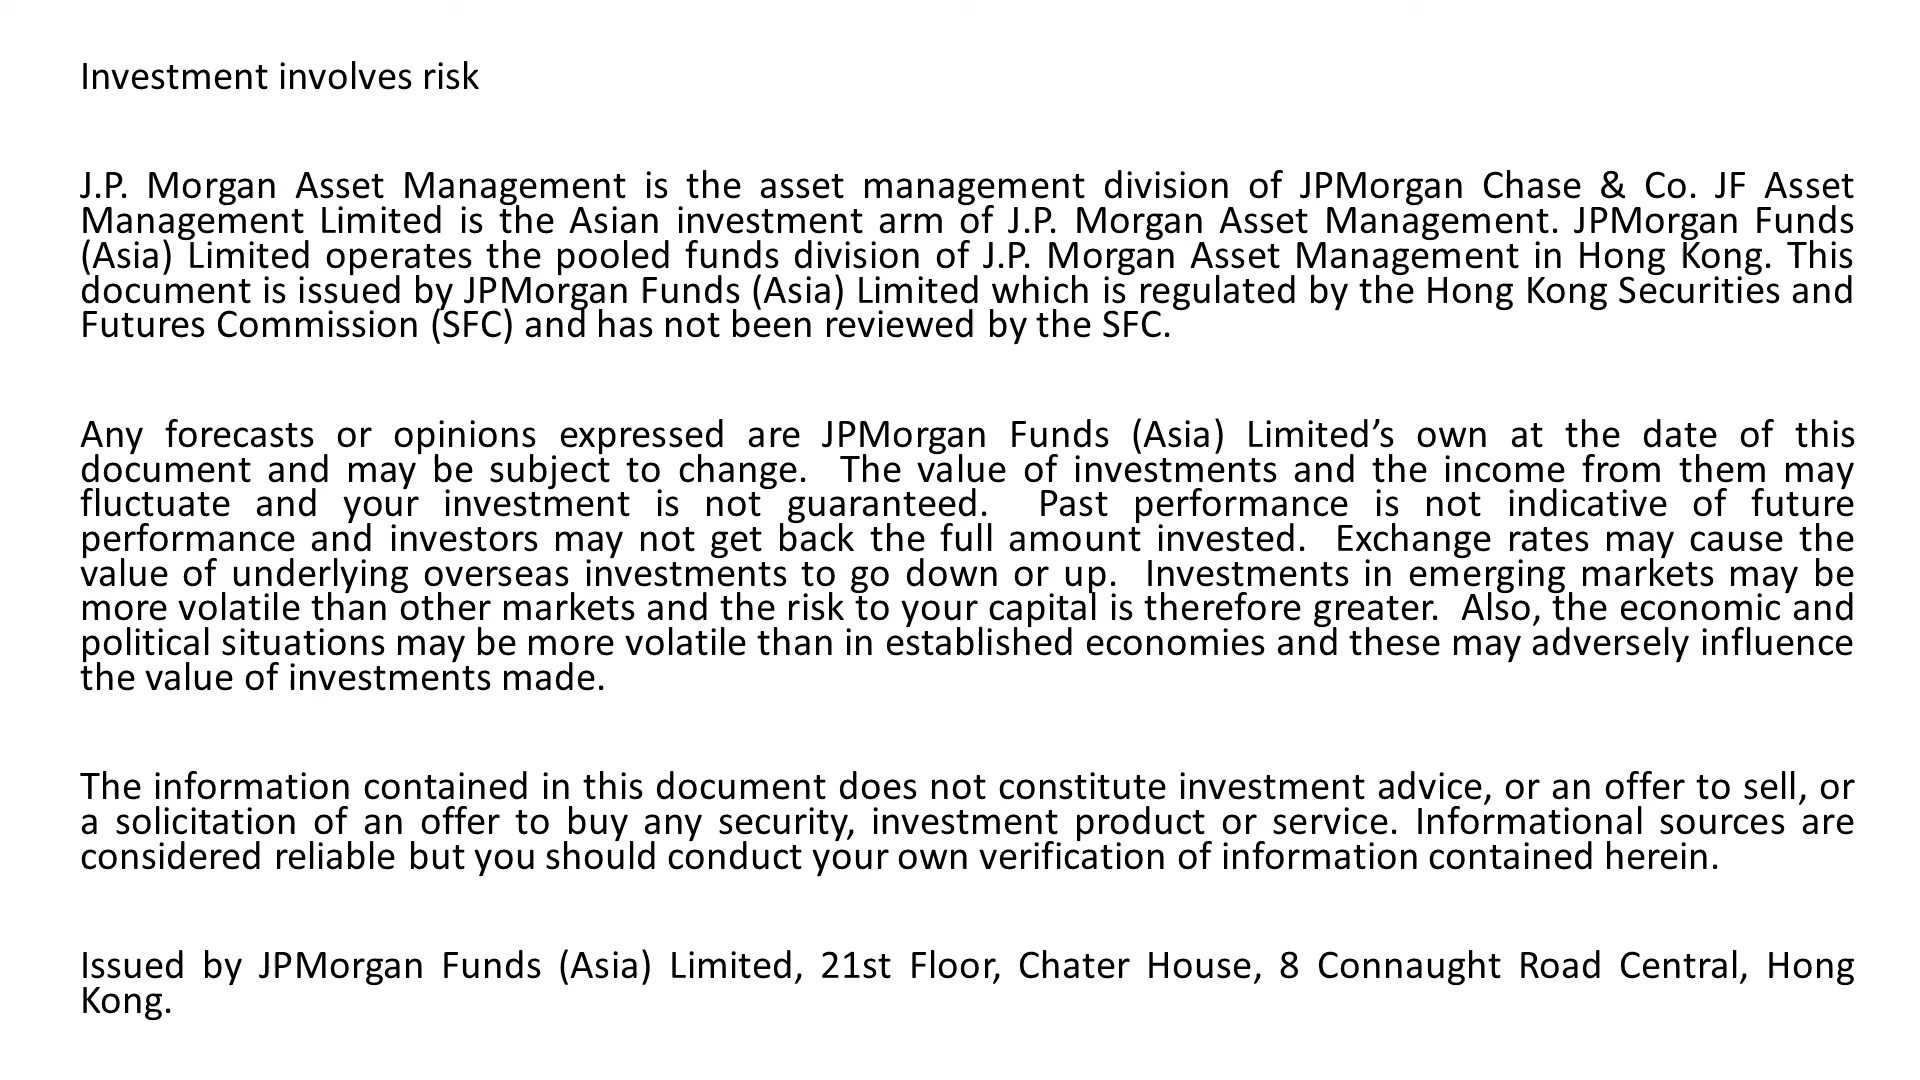 Investment involves risk
J.P. Morgan Asset Management is the asset management division of JPMorgan Chase & Co. JF Asset
Management Limited is the Asian investment arm of J.P. Morgan Asset Management. JPMorgan Funds
(Asia) Limited operates the pooled funds division of J.P. Morgan Asset Management in Hong Kong. This
document is issued by JPMorgan Funds (Asia) Limited which is regulated by the Hong Kong Securities and
Futures Commission (SFC) and has not been reviewed by the SFC.
Any forecasts or opinions expressed are JPMorgan Funds (Asia) Limited’s own at the date of this
document and may be subject to change.  The value of investments and the income from them may
fluctuate and your investment is not guaranteed.  Past performance is not indicative of future
performance and investors may not get back the full amount invested.  Exchange rates may cause the
value of underlying overseas investments to go down or up.  Investments in emerging markets may be
more volatile than other markets and the risk to your capital is therefore greater.  Also, the economic and
political situations may be more volatile than in established economies and these may adversely influence
the value of investments made.
The information contained in this document does not constitute investment advice, or an offer to sell, or
a solicitation of an offer to buy any security, investment product or service. Informational sources are
considered reliable but you should conduct your own verification of information contained herein.
Issued by JPMorgan Funds (Asia) Limited, 21st Floor, Chater House, 8 Connaught Road Central, Hong
Kong.